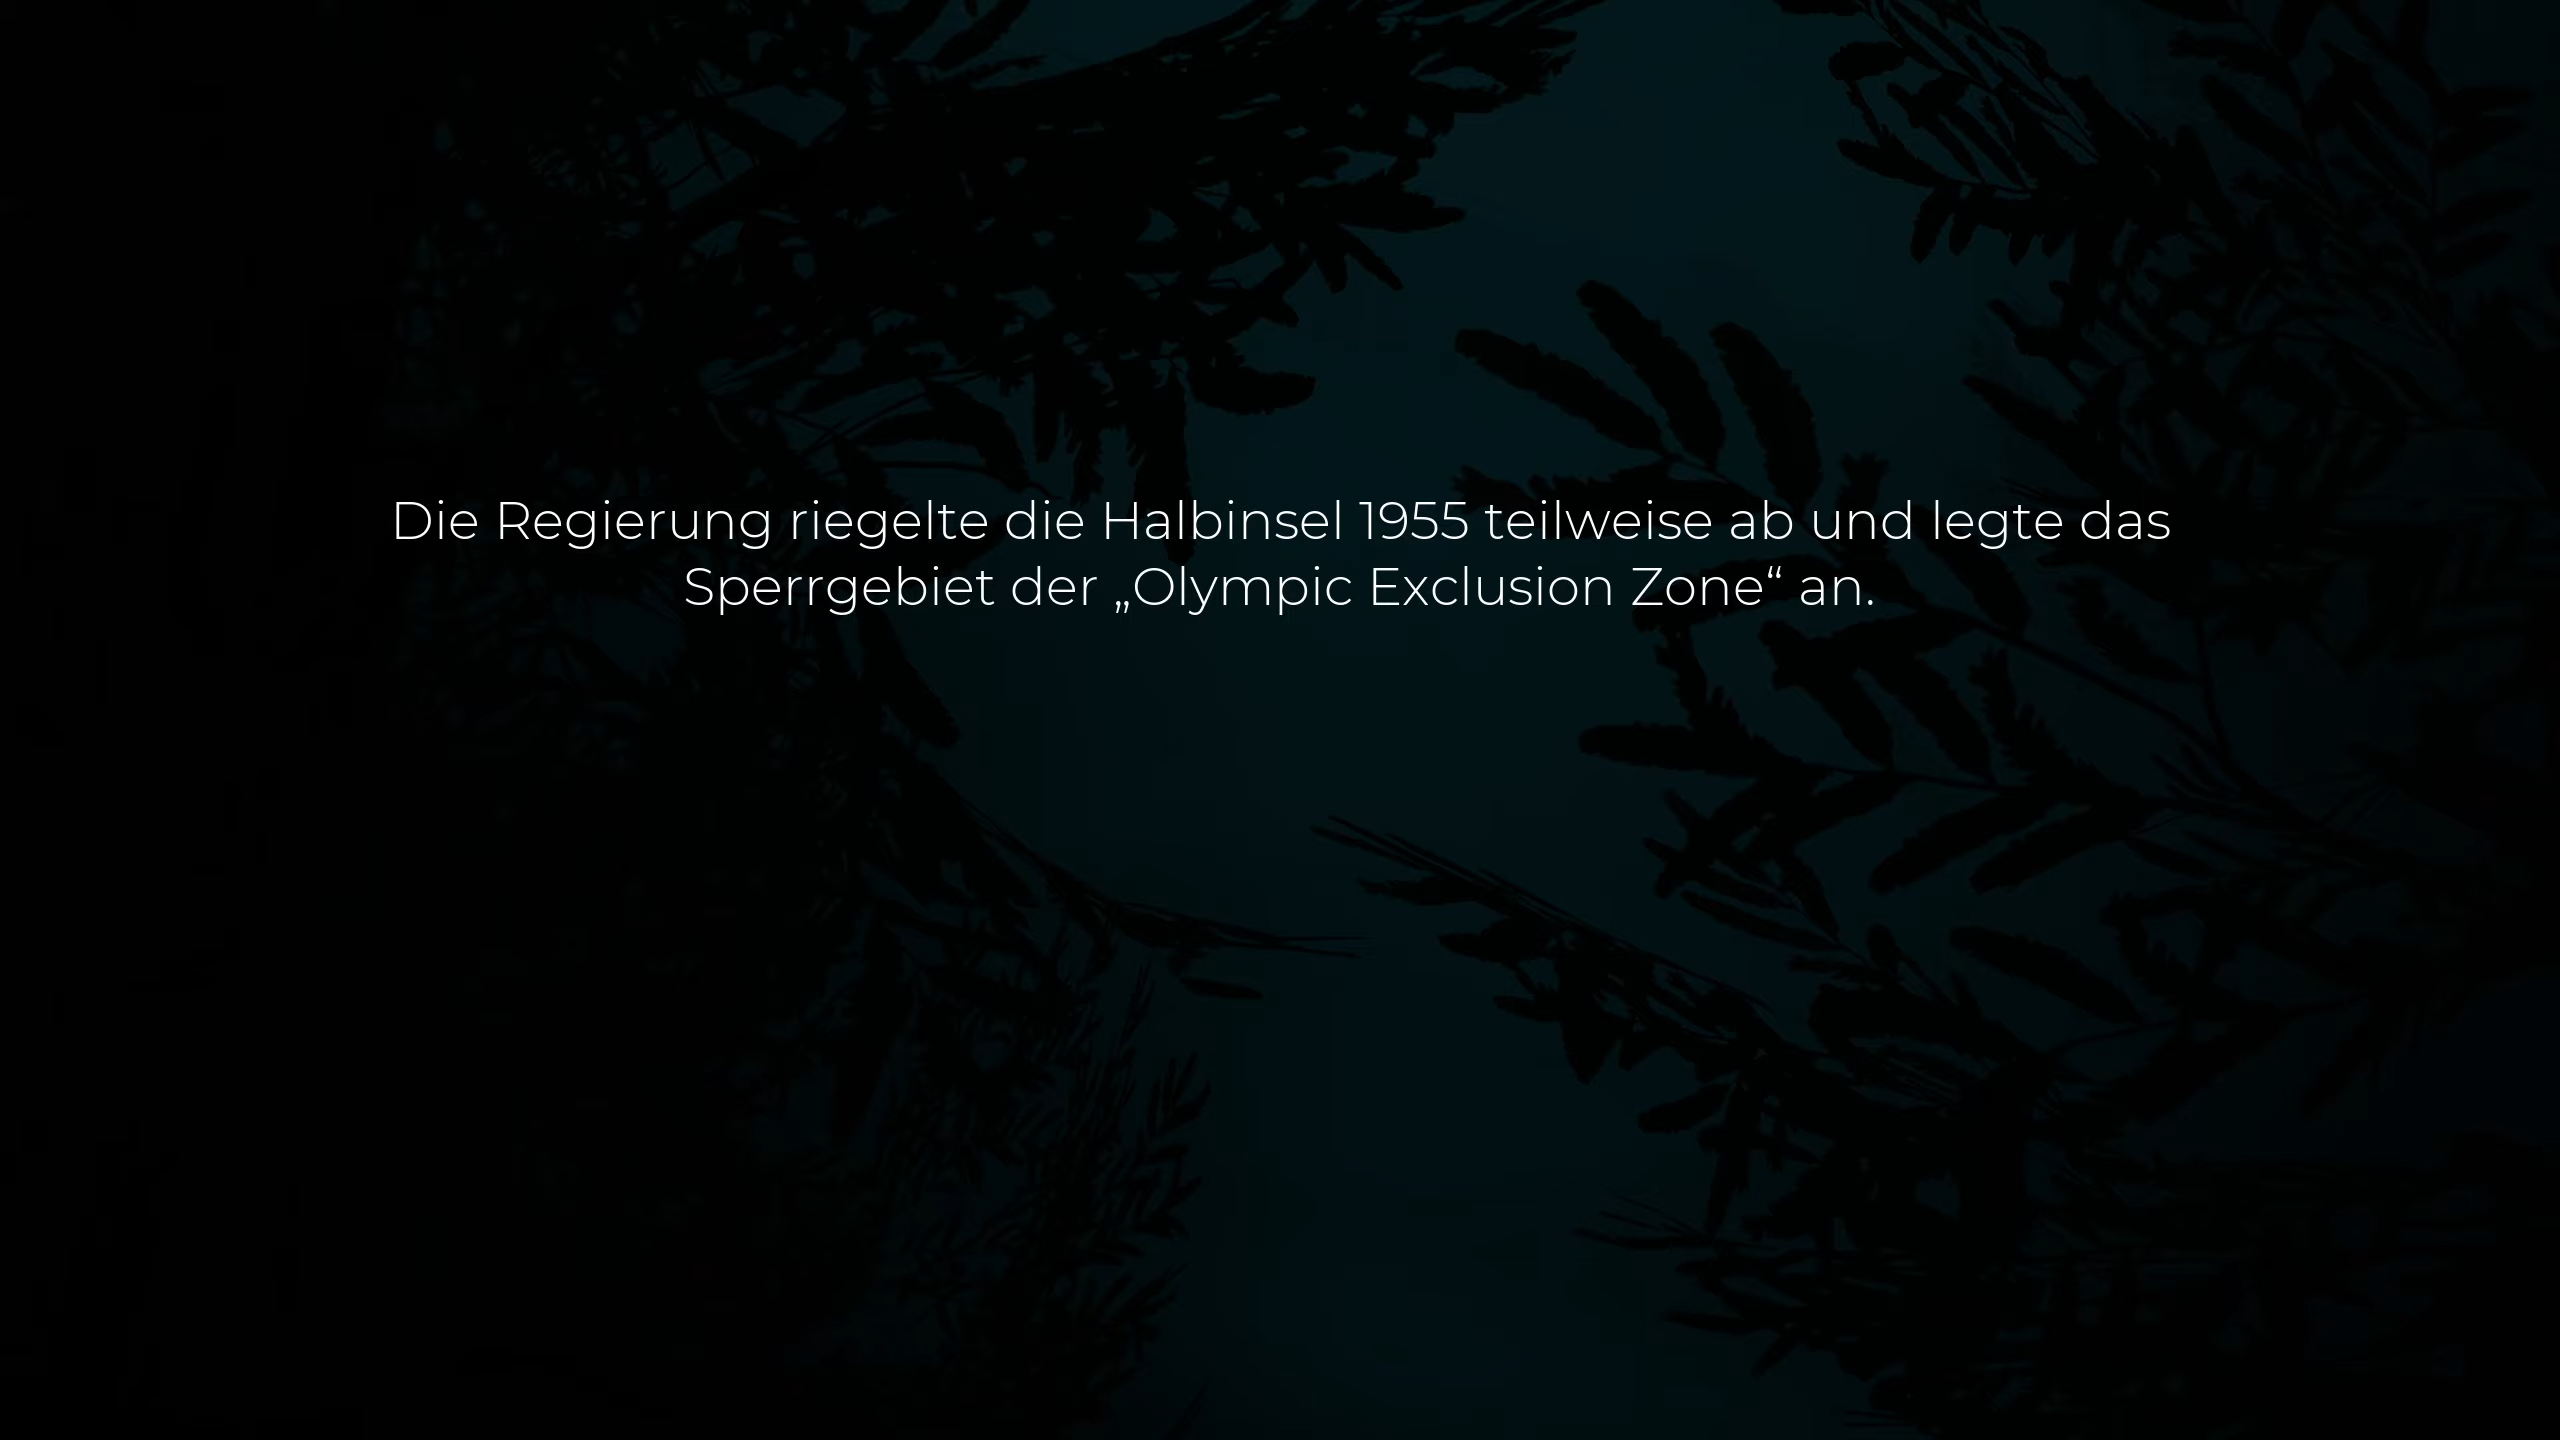 Die Regierung riegelte die Halbinsel 1955 teilweise ab und legte das
Sperrgebiet der „Olympic Exclusion Zone“ an.